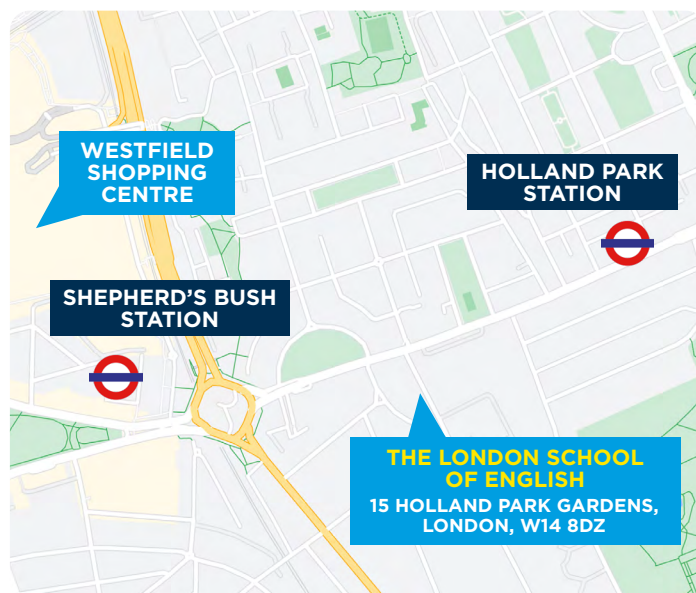 WESTFIELD
SHOPPING
CENTRE
HOLLAND PARK
STATION
SHEPHERD'S BUSH
STATION
THE LONDON SCHOOL
OF ENGLISH
15 HOLLAND PARK GARDENS,
LONDON, W14 8DZ